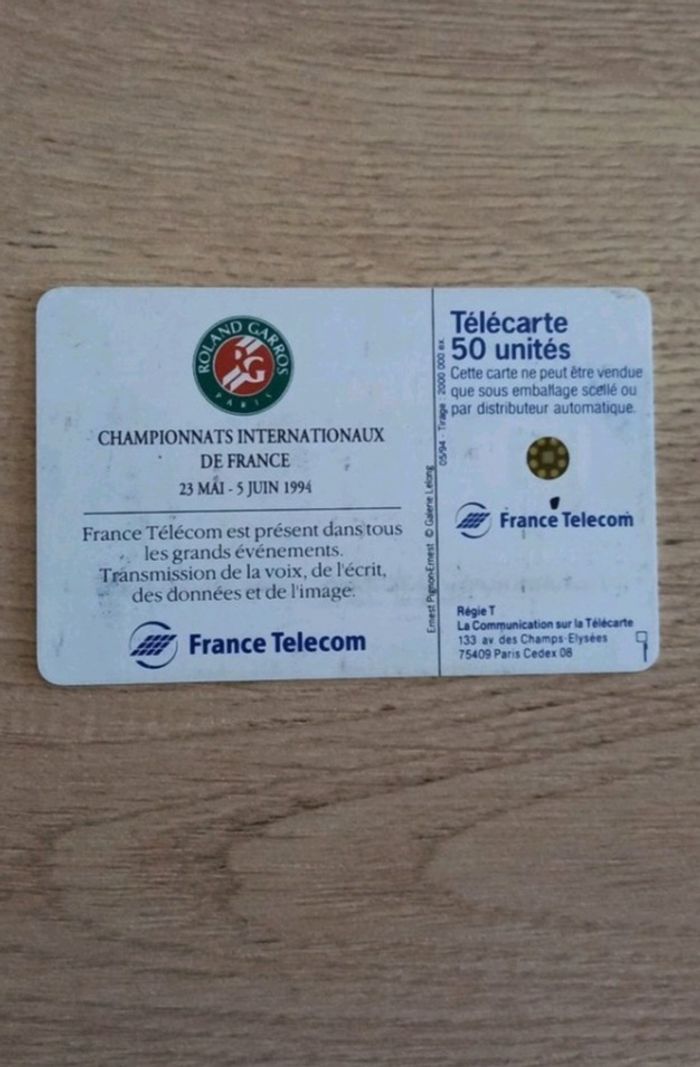 ROLAND GARROS
RG
PARIS
CHAMPIONNATS INTERNATIONAUX
DE FRANCE
23 MAI - 5 JUIN 1994
France Télécom est présent dans tous
les grands événements.
Transmission de la voix, de l'écrit,
des données et de l'image.
France Telecom
Ernest Pignon-Ernest © Galerie Lelong
05/94 - Tirage : 2000 000 ex.
Télécarte
50 unités
Cette carte ne peut être vendue
que sous emballage scellé ou
par distributeur automatique.
France Telecom
Régie T
La Communication sur la Télécarte
133 av des Champs-Elysées
75409 Paris Cedex 08